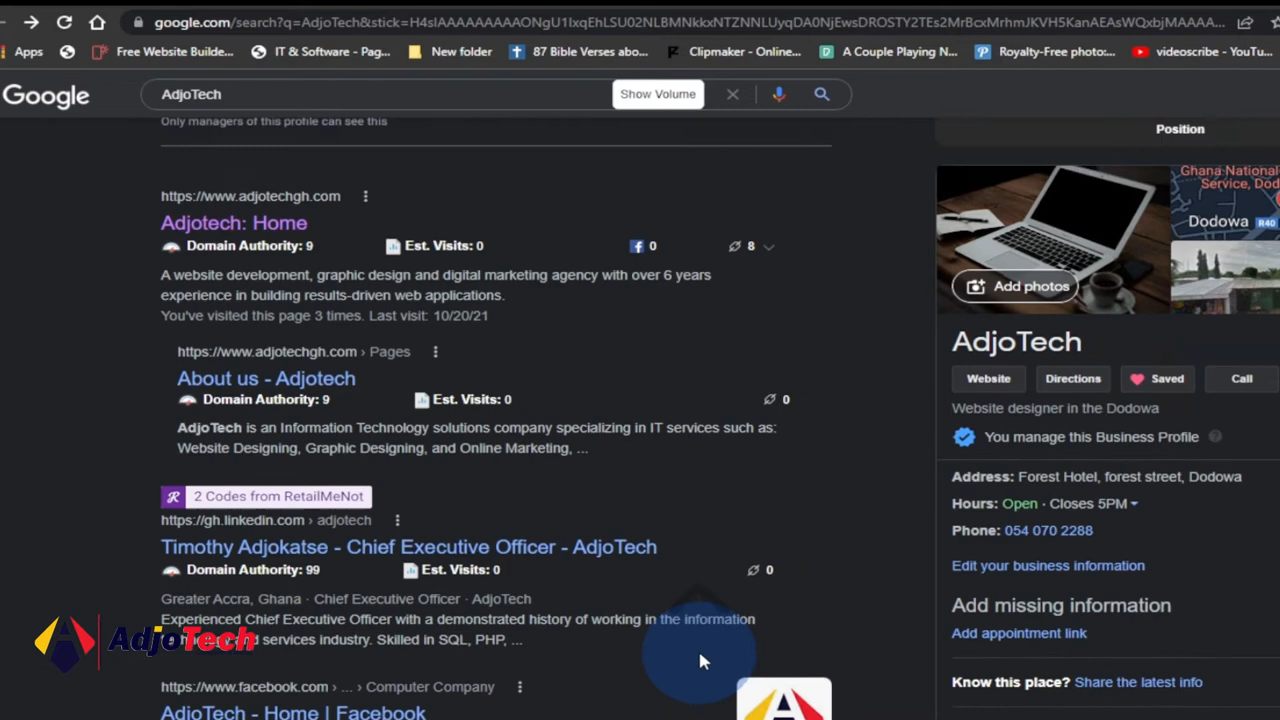 google.com/search?q=AdjoTech&stick=
Apps
Free Website Builde...
IT & Software - Pag...
New folder
87 Bible Verses abo...
Clipmaker - Online...
D
A Couple Playing N...
Royalty-Free photo:...
videoscribe - YouTu...
Google
AdjoTech
Show Volume
Only managers of this profile can see this
Position
https://www.adjotechgh.com
Adjotech: Home
Domain Authority: 9
Est. Visits: 0
0
8
A website development, graphic design and digital marketing agency with over 6 years
experience in building results-driven web applications.
You've visited this page 3 times. Last visit: 10/20/21
https://www.adjotechgh.com › Pages
About us - Adjotech
Domain Authority: 9
Est. Visits: 0
0
AdjoTech is an Information Technology solutions company specializing in IT services such as:
Website Designing, Graphic Designing, and Online Marketing, ...
2 Codes from RetailMeNot
https://gh.linkedin.com › adjotech
Timothy Adjokatse - Chief Executive Officer - AdjoTech
Domain Authority: 99
Est. Visits: 0
0
Greater Accra, Ghana · Chief Executive Officer · AdjoTech
Experienced Chief Executive Officer with a demonstrated history of working in the information
and services industry. Skilled in SQL, PHP, ...
AdjoTech
https://www.facebook.com › ... › Computer Company
AdjoTech - Home | Facebook
Ghana National
Service, Dod
Dodowa
R40
Add photos
AdjoTech
Website
Directions
Saved
Call
Website designer in the Dodowa
You manage this Business Profile
Address: Forest Hotel, forest street, Dodowa
Hours: Open · Closes 5PM
Phone: 054 070 2288
Edit your business information
Add missing information
Add appointment link
Know this place? Share the latest info